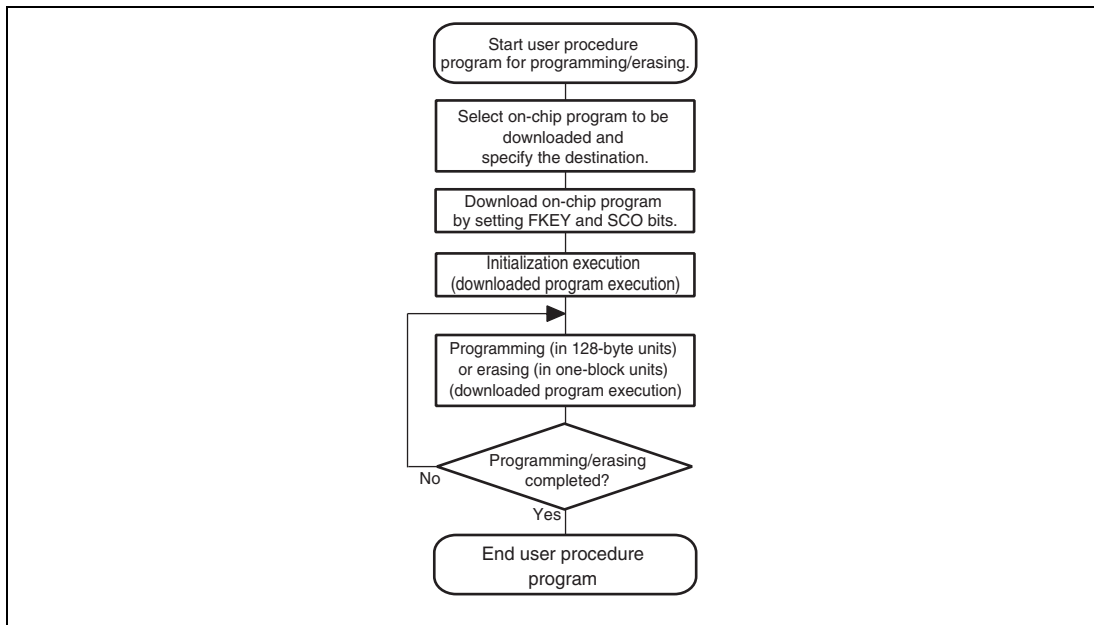 Start user procedure
program for programming/erasing.
Select on-chip program to be
downloaded and
specify the destination.
Download on-chip program
by setting FKEY and SCO bits.
Initialization execution
(downloaded program execution)
Programming (in 128-byte units)
or erasing (in one-block units)
(downloaded program execution)
Programming/erasing
completed?
No
Yes
End user procedure
program